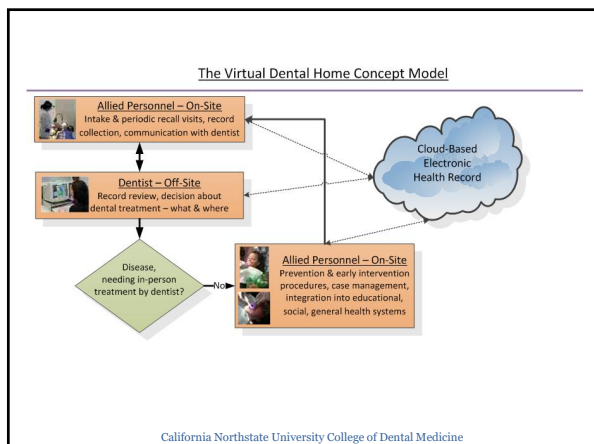 The Virtual Dental Home Concept Model
Allied Personnel – On-Site
Intake & periodic recall visits, record
collection, communication with dentist
Cloud-Based
Electronic
Health Record
Dentist – Off-Site
Record review, decision about
dental treatment – what & where
Disease,
needing in-person
treatment by dentist?
No
Allied Personnel – On-Site
Prevention & early intervention
procedures, case management,
integration into educational,
social, general health systems
California Northstate University College of Dental Medicine